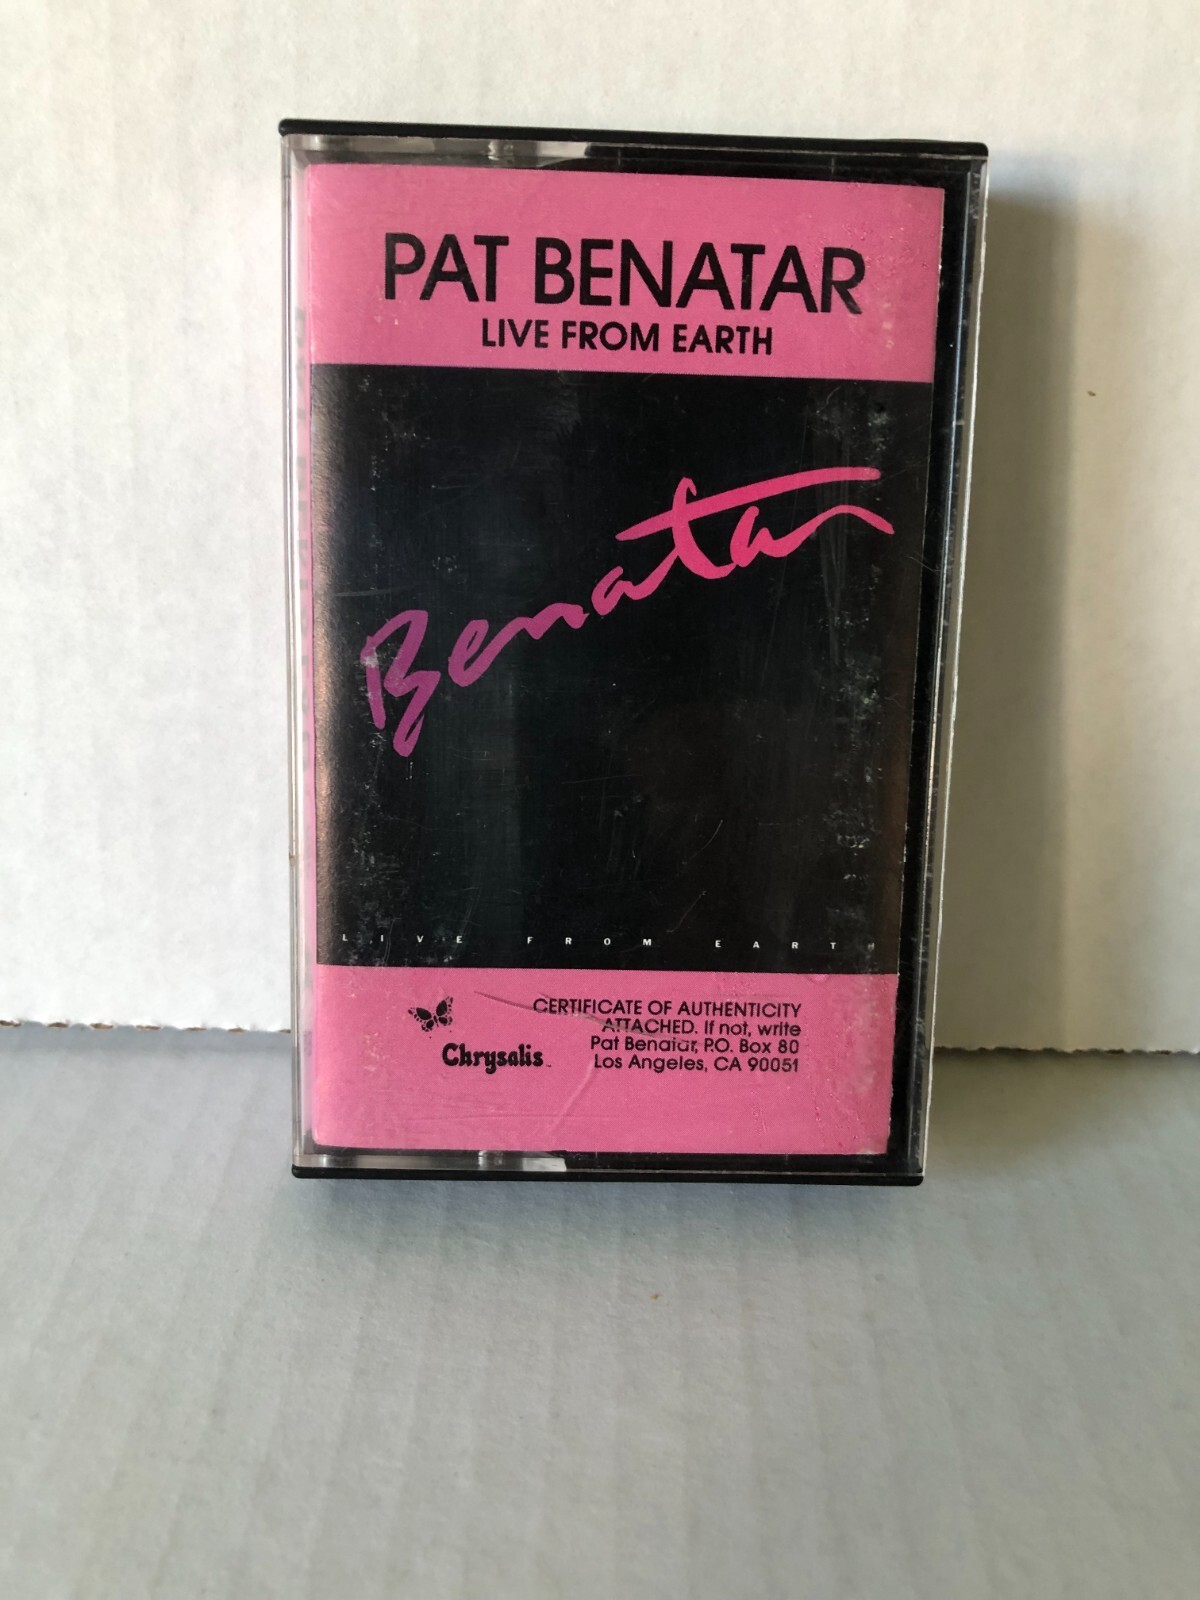 PAT BENATAR
LIVE FROM EARTH
Benatar
LIVE FROM EARTH
CERTIFICATE OF AUTHENTICITY
ATTACHED. If not, write
Pat Benatar, P.O. Box 80
Los Angeles, CA 90051
Chrysalis™